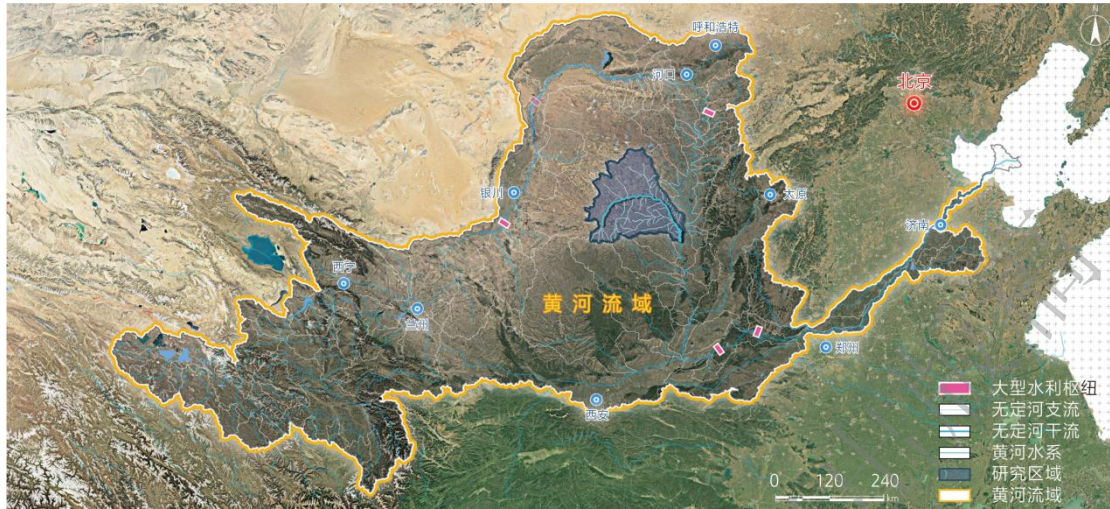 呼和浩特
N
河口
北京
银川
太原
济南
西宁
兰州
黄河流域
郑州
西安
大型水利枢纽
无定河支流
无定河干流
黄河水系
研究区域
黄河流域
0 120 240
km